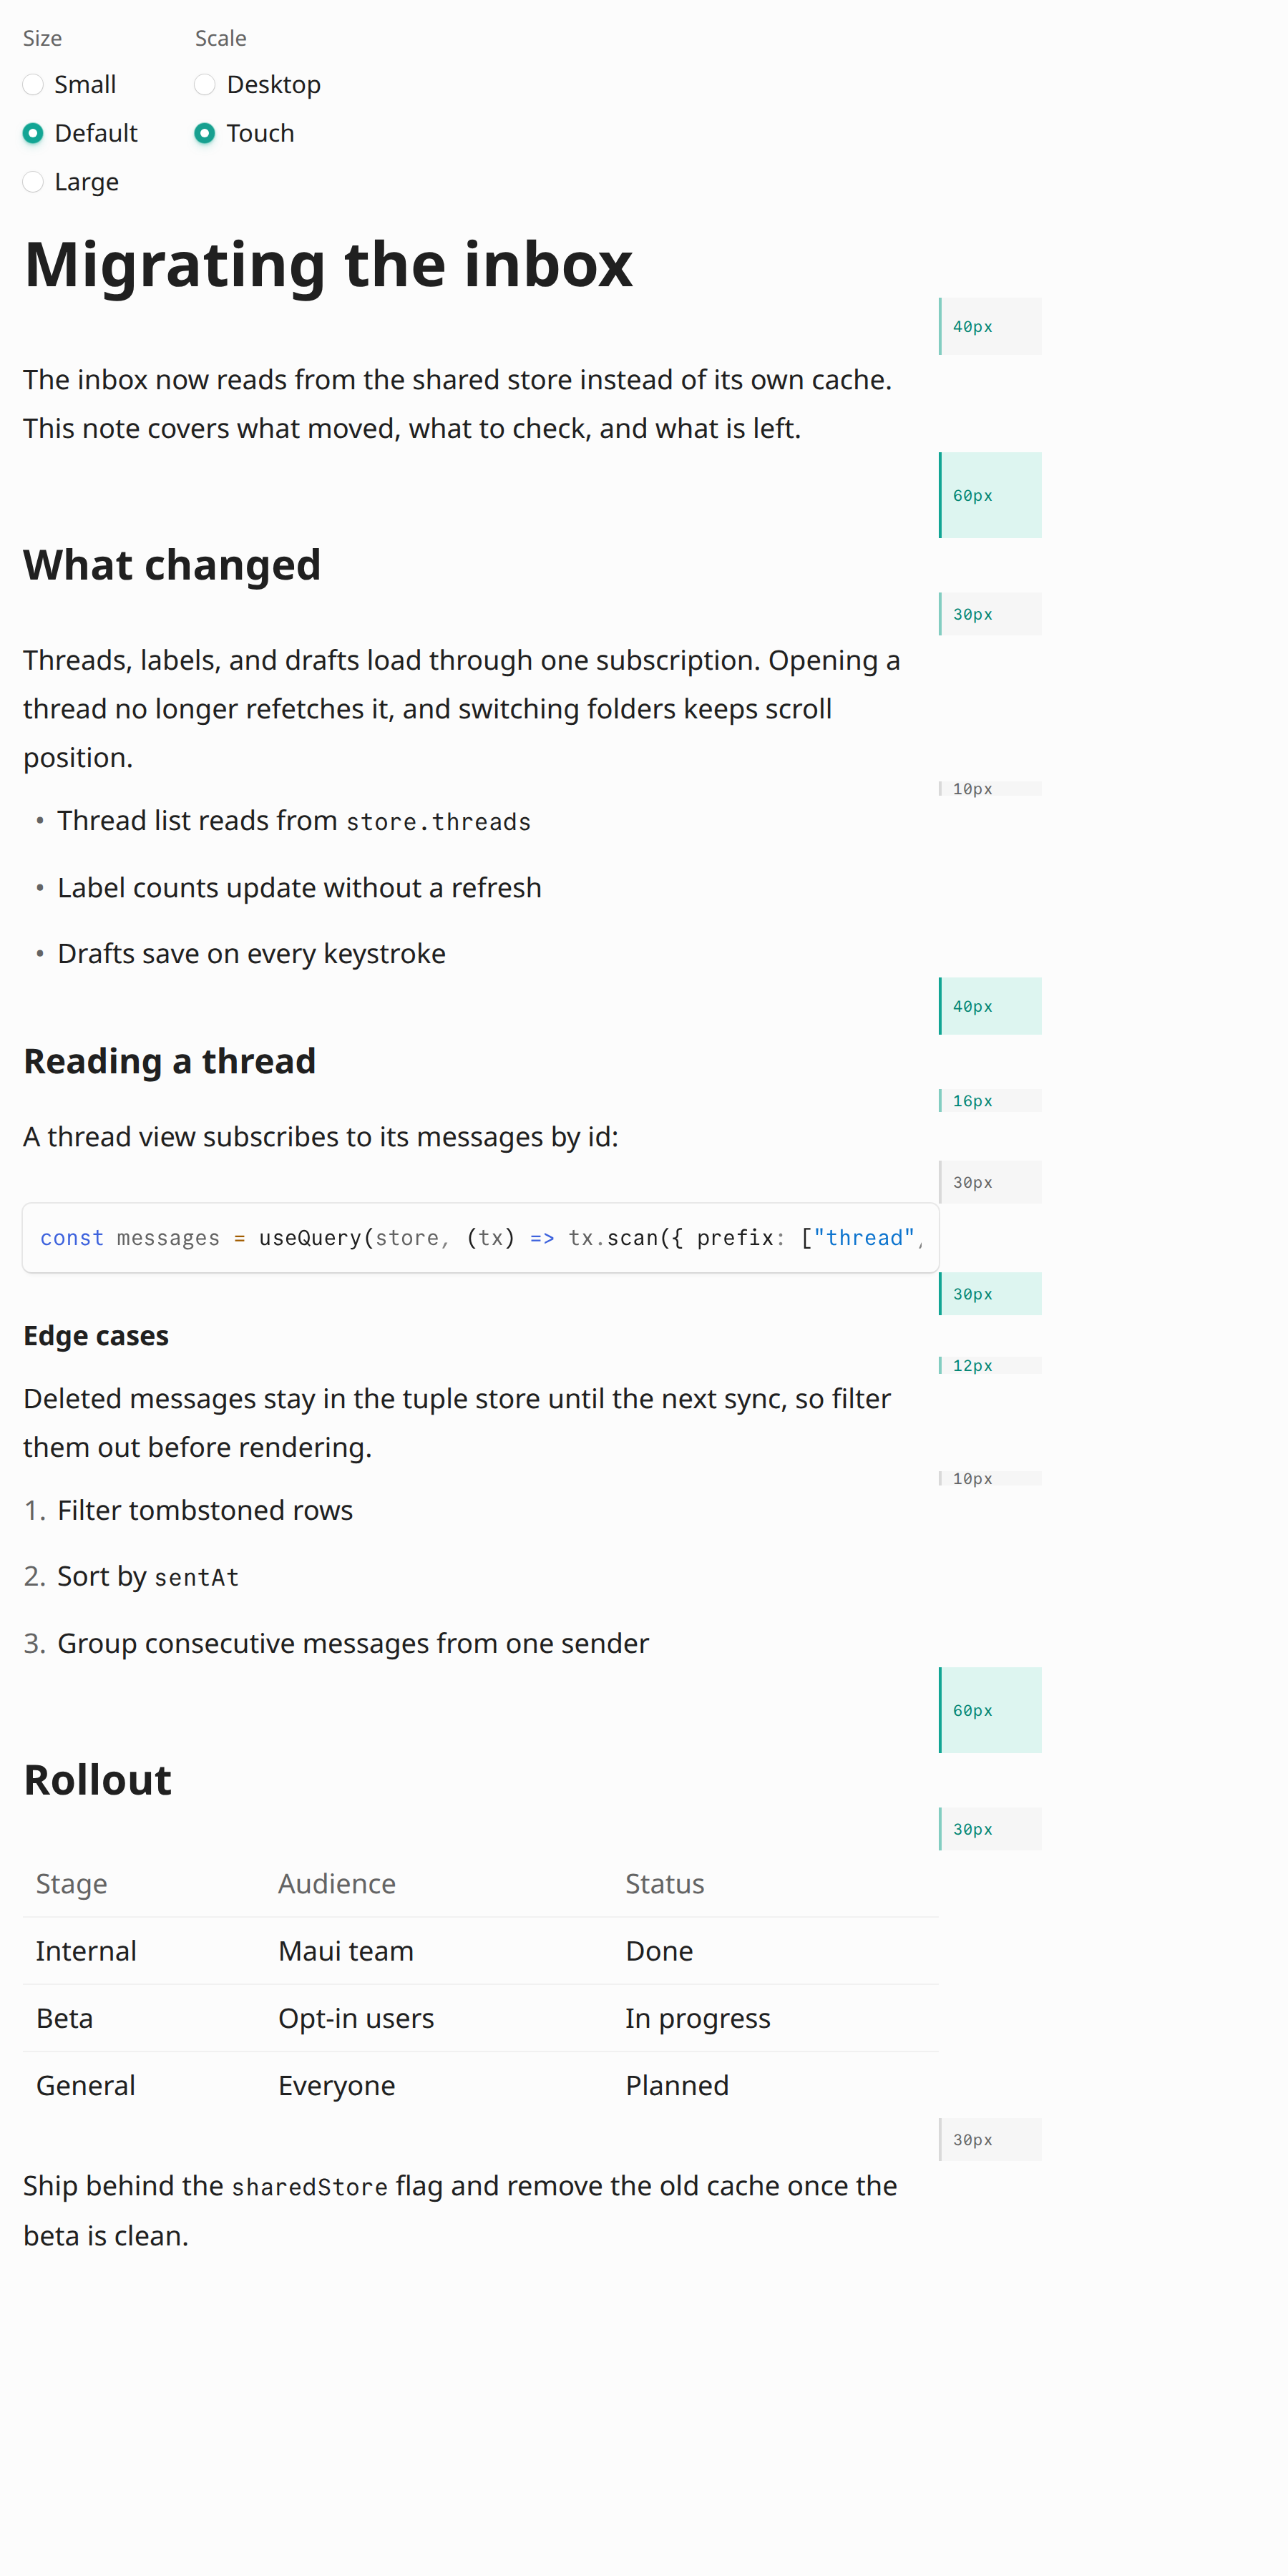 Size
Scale
Small
Desktop
Default
Touch
Large
Migrating the inbox
40px
The inbox now reads from the shared store instead of its own cache.
This note covers what moved, what to check, and what is left.
60px
What changed
30px
Threads, labels, and drafts load through one subscription. Opening a
thread no longer refetches it, and switching folders keeps scroll
position.
10px
• Thread list reads from store.threads
• Label counts update without a refresh
• Drafts save on every keystroke
40px
Reading a thread
16px
A thread view subscribes to its messages by id:
30px
const messages = useQuery(store, (tx) => tx.scan({ prefix: ["thread",
30px
Edge cases
12px
Deleted messages stay in the tuple store until the next sync, so filter
them out before rendering.
10px
1. Filter tombstoned rows
2. Sort by sentAt
3. Group consecutive messages from one sender
60px
Rollout
30px
Stage Audience Status
Internal Maui team Done
Beta Opt-in users In progress
General Everyone Planned
30px
Ship behind the sharedStore flag and remove the old cache once the
beta is clean.